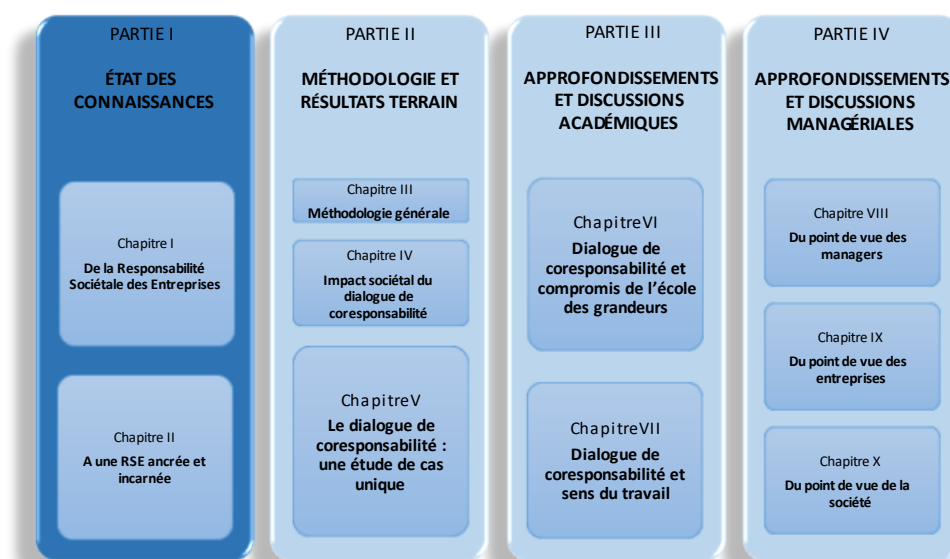 PARTIE I
ÉTAT DES
CONNAISSANCES
Chapitre I
De la Responsabilité
Sociétale des Entreprises
Chapitre II
A une RSE ancrée et
incarnée
PARTIE II
MÉTHODOLOGIE ET
RÉSULTATS TERRAIN
Chapitre III
Méthodologie générale
Chapitre IV
Impact sociétal du
dialogue de
coresponsabilité
Chapitre V
Le dialogue de
coresponsabilité :
une étude de cas
unique
PARTIE III
APPROFONDISSEMENTS
ET DISCUSSIONS
ACADÉMIQUES
Chapitre VI
Dialogue de
coresponsabilité et
compromis de l’école
des grandeurs
Chapitre VII
Dialogue de
coresponsabilité et
sens du travail
PARTIE IV
APPROFONDISSEMENTS
ET DISCUSSIONS
MANAGÉRIALES
Chapitre VIII
Du point de vue des
managers
Chapitre IX
Du point de vue des
entreprises
Chapitre X
Du point de vue de la
société